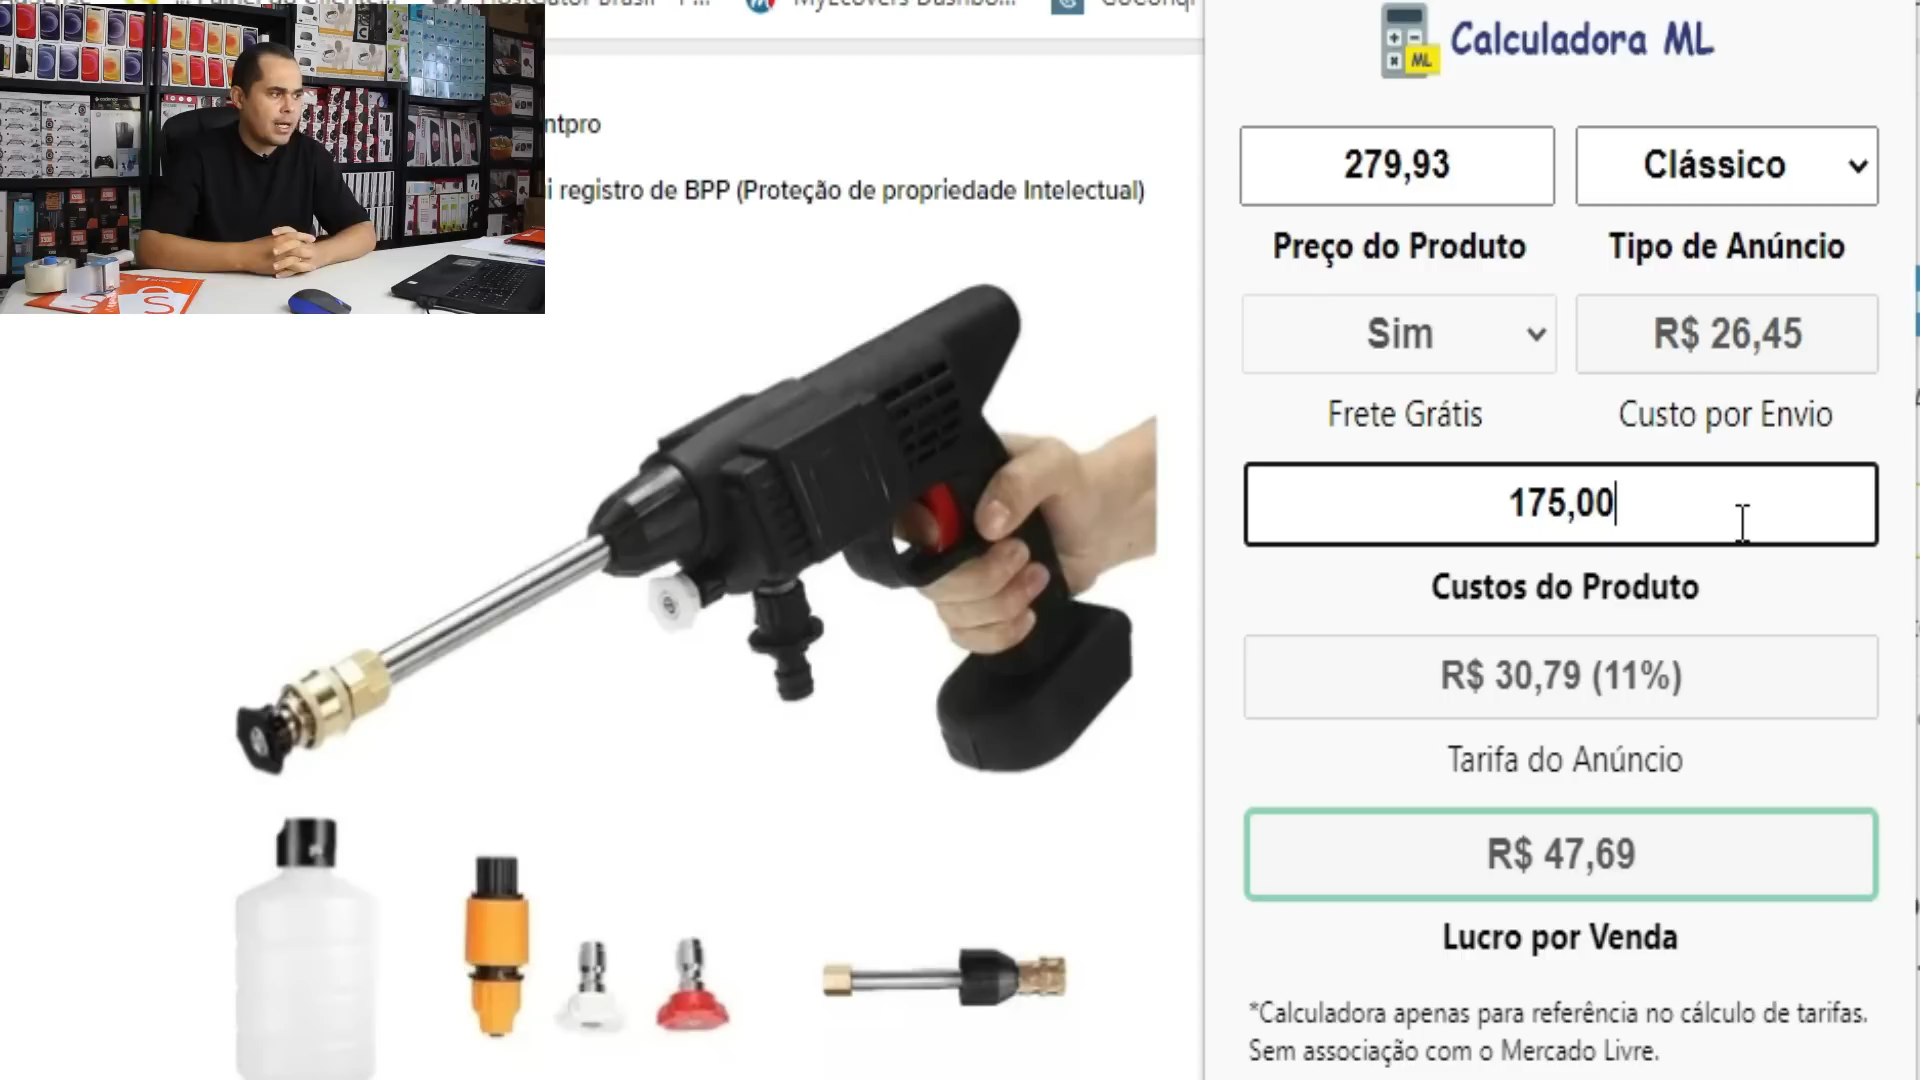 Calculadora ML
ML
279,93
Clássico
Preço do Produto
Tipo de Anúncio
Sim
R$ 26,45
Frete Grátis
Custo por Envio
175,00
Custos do Produto
R$ 30,79 (11%)
Tarifa do Anúncio
R$ 47,69
Lucro por Venda
*Calculadora apenas para referência no cálculo de tarifas.
Sem associação com o Mercado Livre.
ntpro
i registro de BPP (Proteção de propriedade Intelectual)